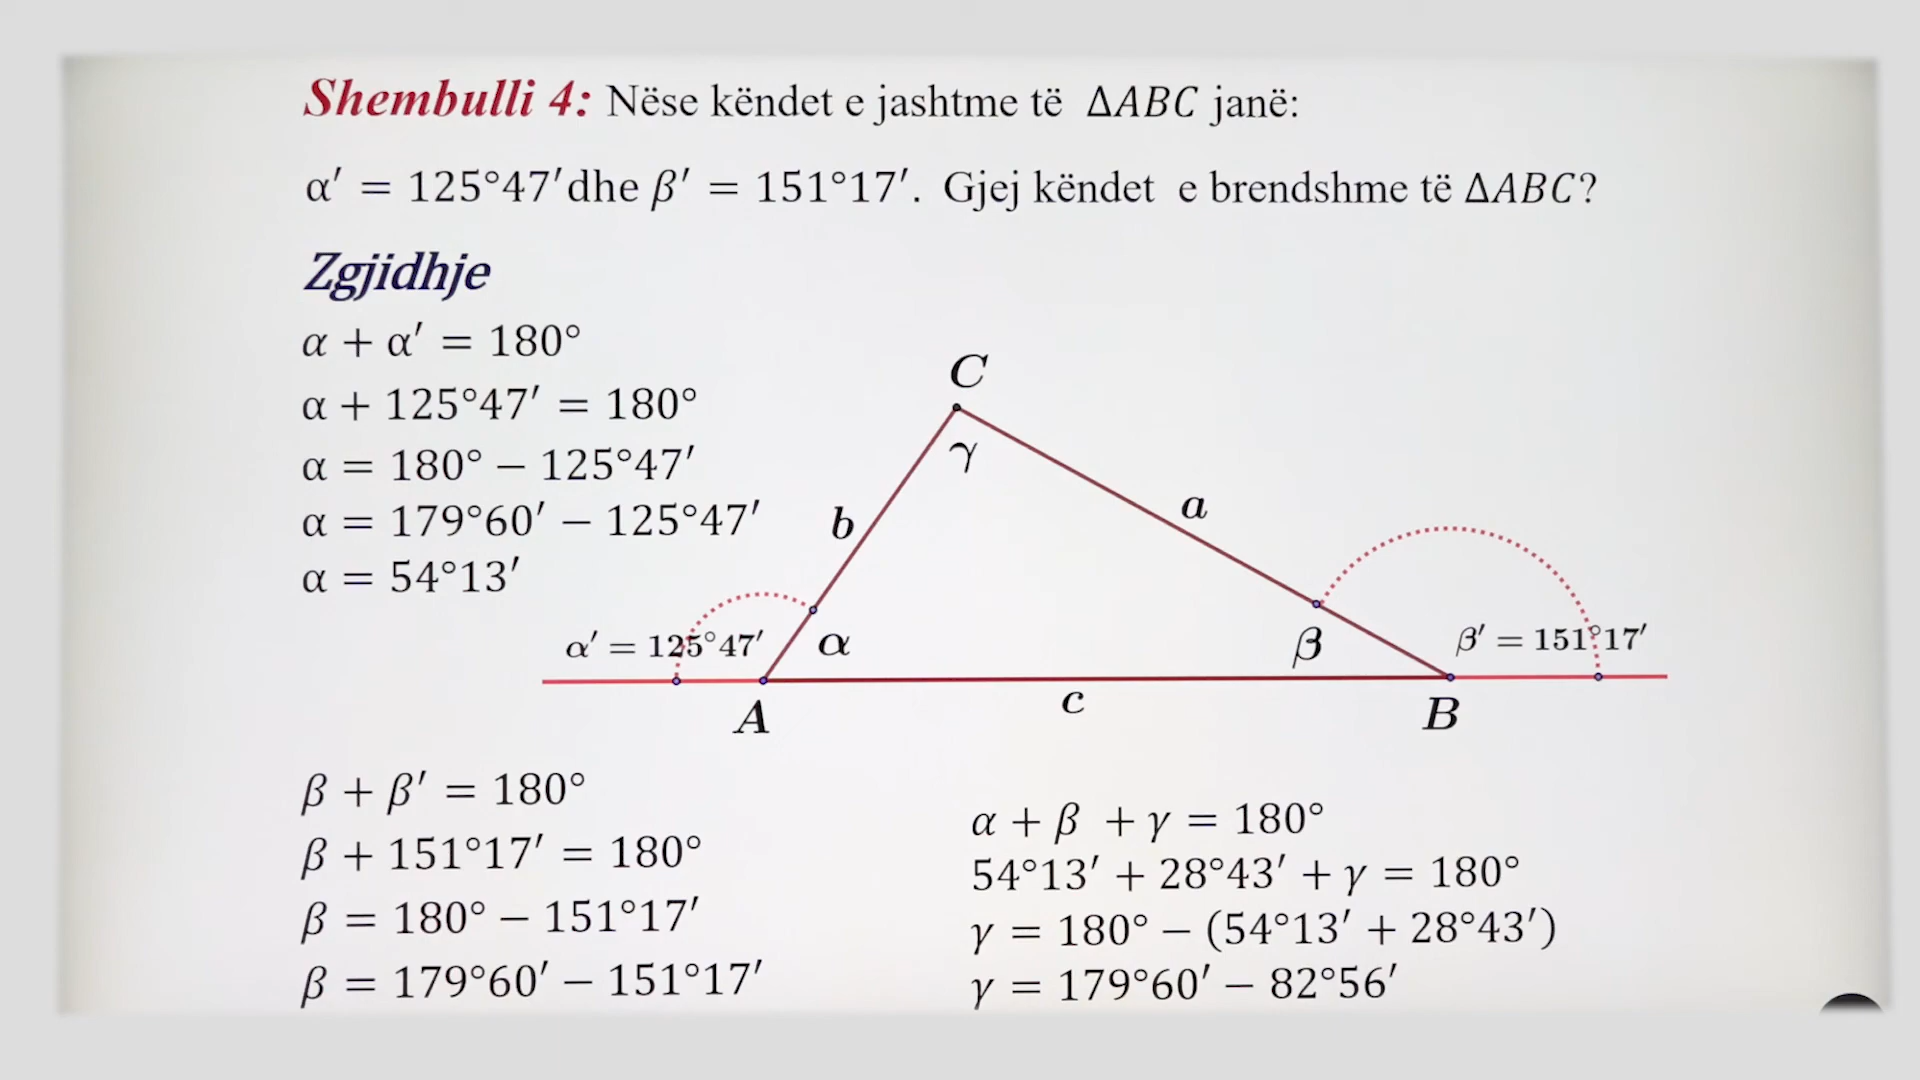 Shembulli 4: Nëse këndet e jashtme të ΔABC janë:
α′ = 125°47′dhe β′ = 151°17′. Gjej këndet e brendshme të ΔABC?
Zgjidhje
α + α′ = 180°
α + 125°47′ = 180°
α = 180° − 125°47′
α = 179°60′ − 125°47′
α = 54°13′
C
γ
b
a
α′ = 125°47′
α
β
β′ = 151°17′
A
c
B
β + β′ = 180°
β + 151°17′ = 180°
β = 180° − 151°17′
β = 179°60′ − 151°17′
α + β + γ = 180°
54°13′ + 28°43′ + γ = 180°
γ = 180° − (54°13′ + 28°43′)
γ = 179°60′ − 82°56′